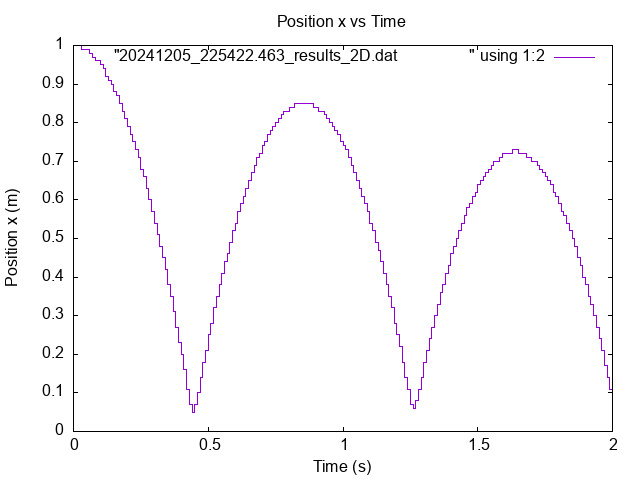 Position x vs Time
"20241205_225422.463_results_2D.dat " using 1:2
1
0.9
0.8
0.7
0.6
0.5
0.4
0.3
0.2
0.1
0
Position x (m)
0 0.5 1 1.5 2
Time (s)